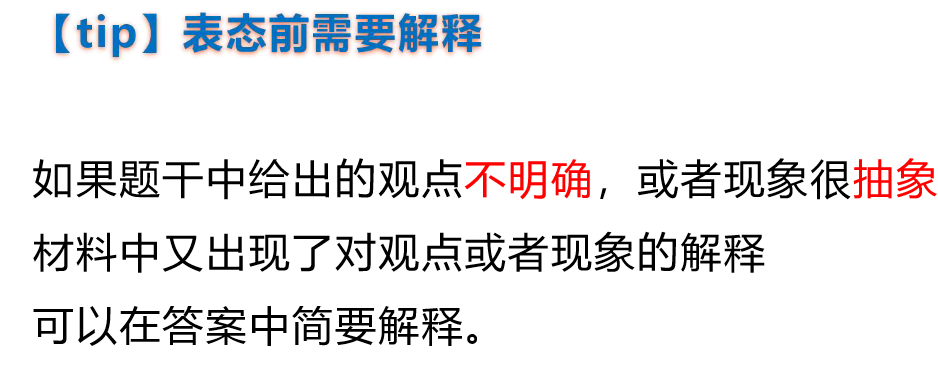 【tip】表态前需要解释
如果题干中给出的观点不明确，或者现象很抽象
材料中又出现了对观点或者现象的解释
可以在答案中简要解释。